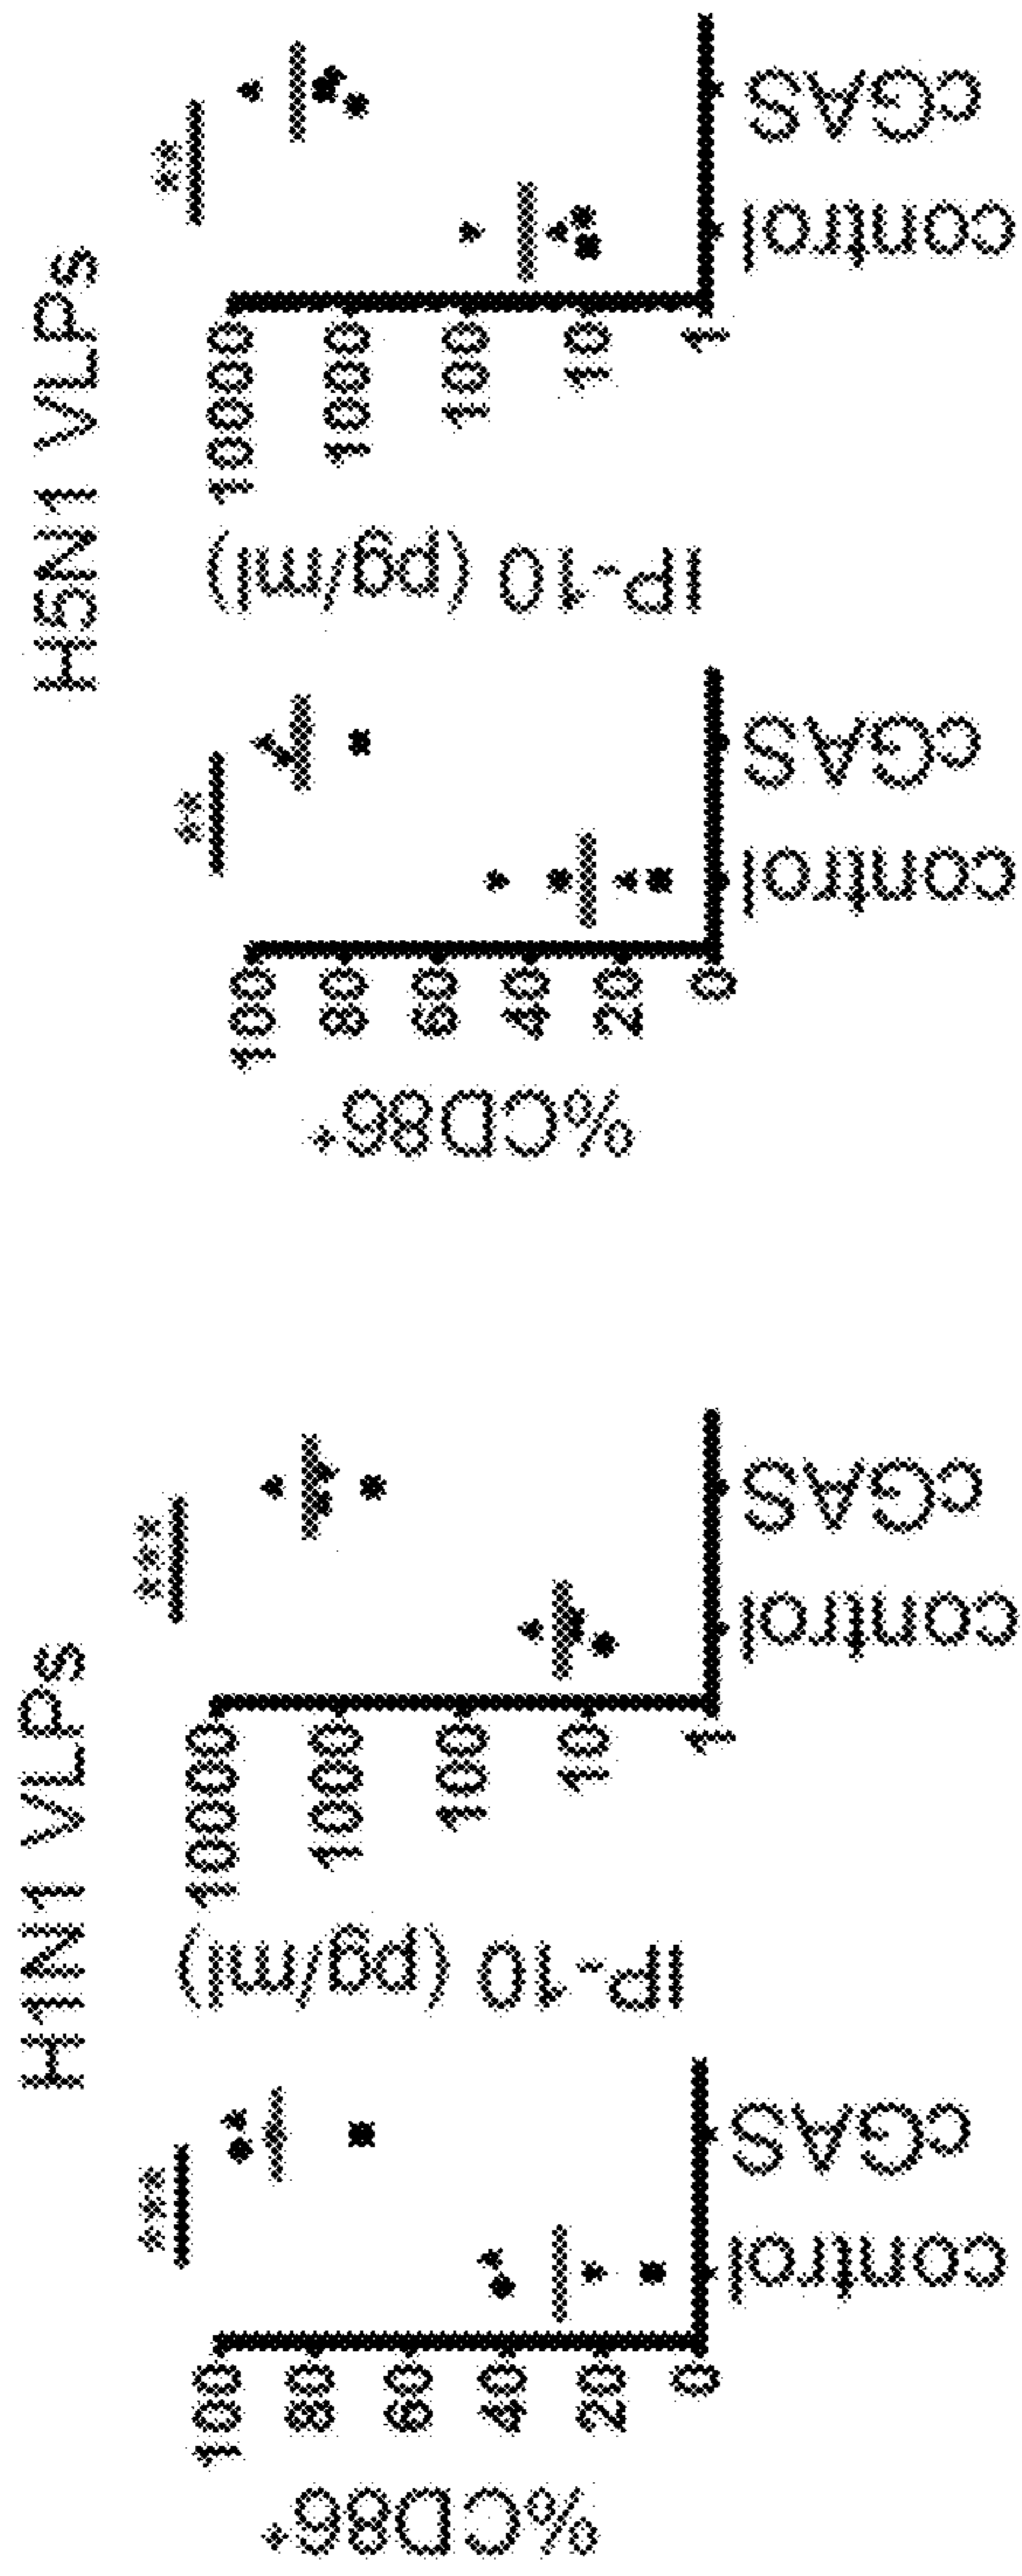 H1N1 VLPs
%CD86+
100
80
60
40
20
0
***
control
cGAS
IP-10 (pg/ml)
10000
1000
100
10
1
***
control
cGAS
H5N1 VLPs
%CD86+
100
80
60
40
20
0
**
control
cGAS
IP-10 (pg/ml)
10000
1000
100
10
1
**
control
cGAS